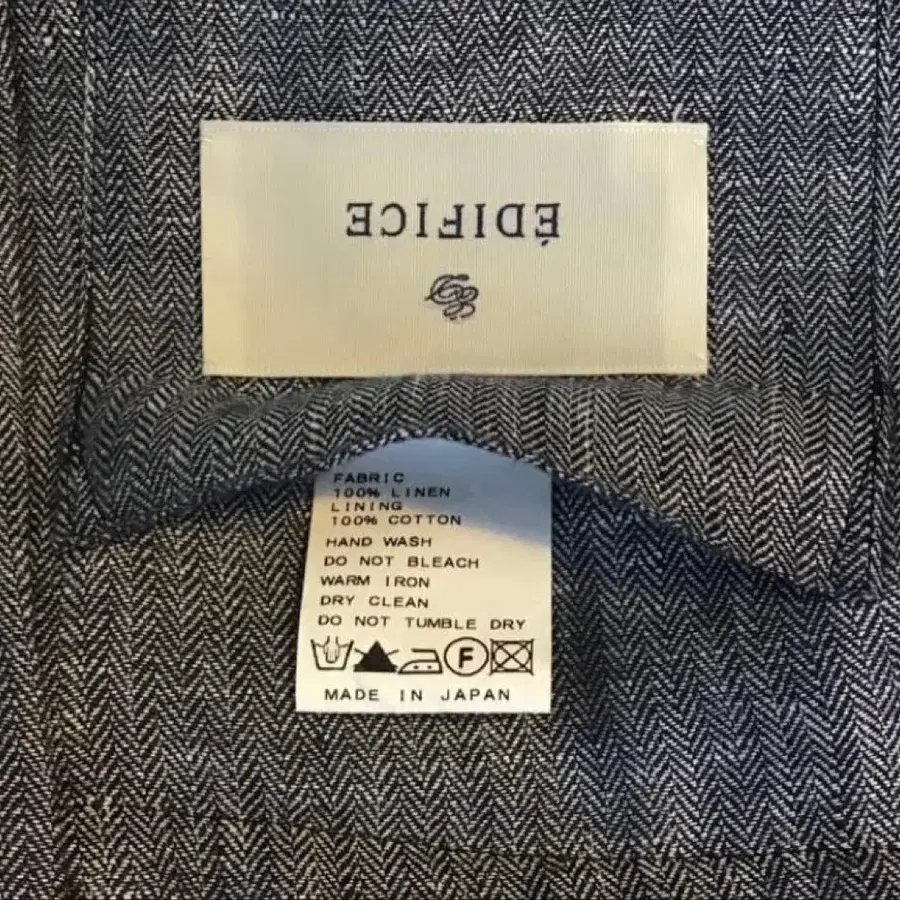 ÉDIFICE
FABRIC
100% LINEN
LINING
100% COTTON
HAND WASH
DO NOT BLEACH
WARM IRON
DRY CLEAN
DO NOT TUMBLE DRY
F
MADE IN JAPAN